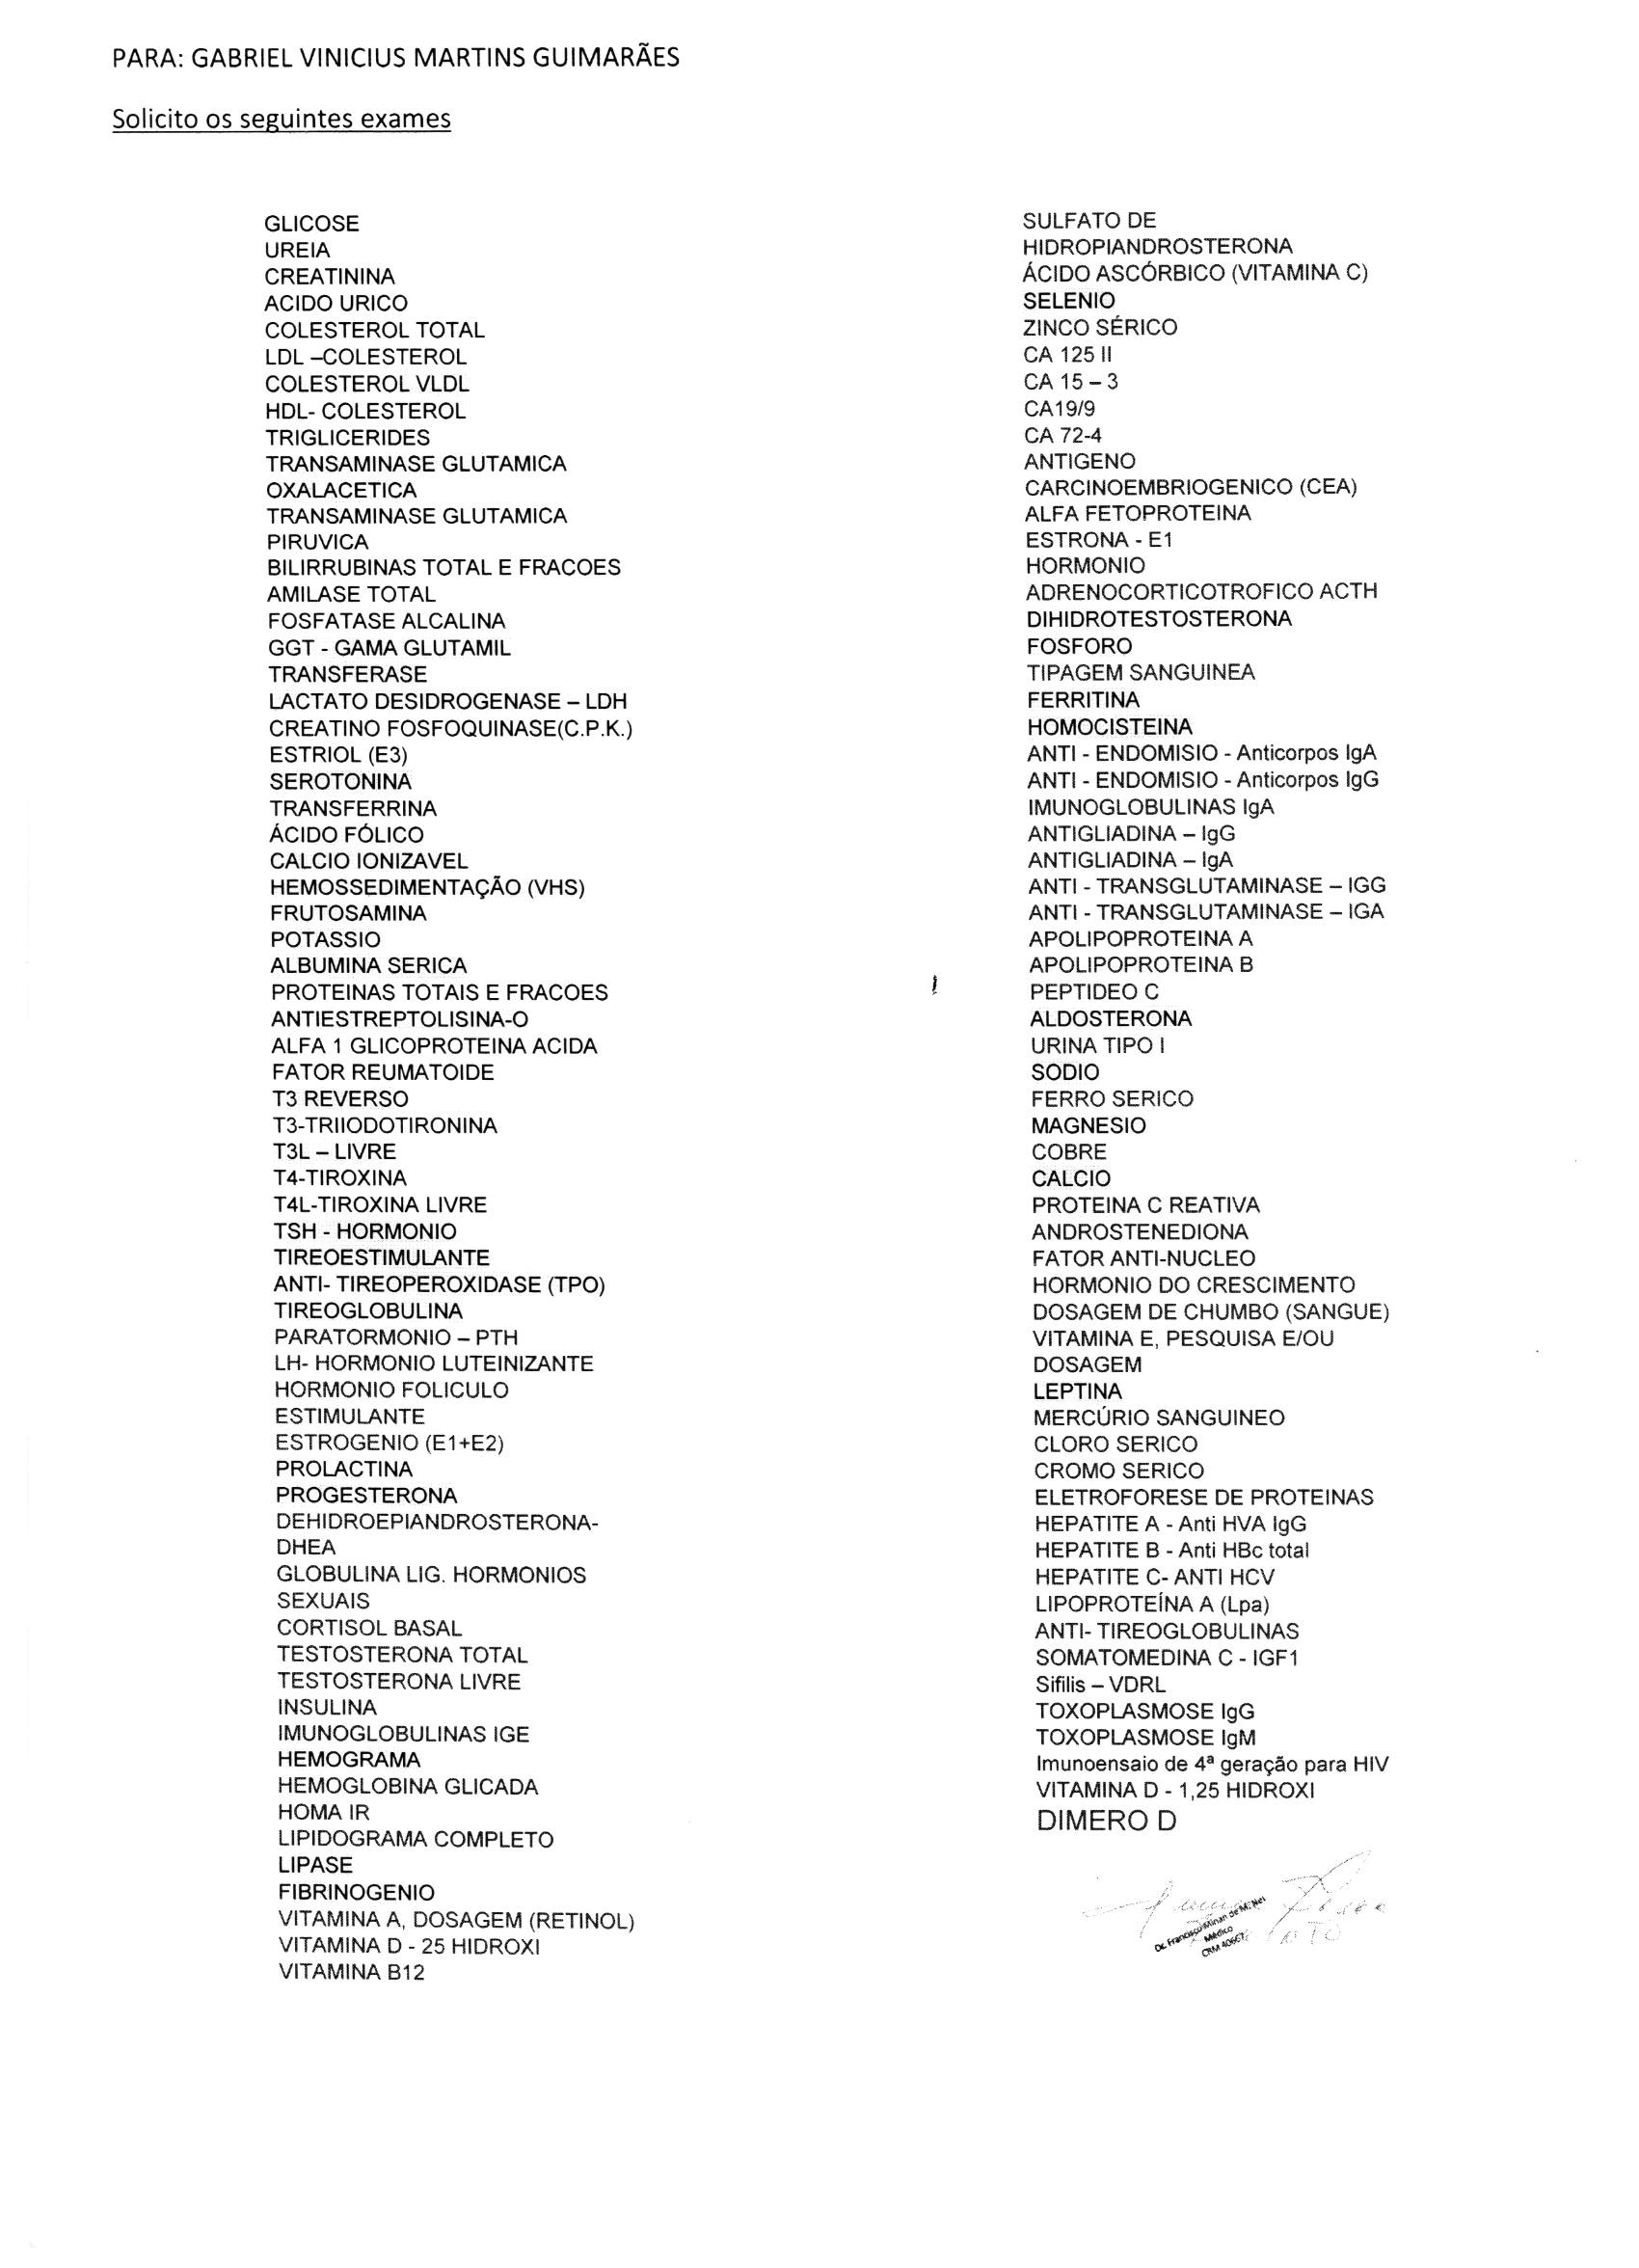 PARA: GABRIEL VINICIUS MARTINS GUIMARÃES
Solicito os seguintes exames
GLICOSE
UREIA
CREATININA
ACIDO URICO
COLESTEROL TOTAL
LDL –COLESTEROL
COLESTEROL VLDL
HDL- COLESTEROL
TRIGLICERIDES
TRANSAMINASE GLUTAMICA
OXALACETICA
TRANSAMINASE GLUTAMICA
PIRUVICA
BILIRRUBINAS TOTAL E FRACOES
AMILASE TOTAL
FOSFATASE ALCALINA
GGT - GAMA GLUTAMIL
TRANSFERASE
LACTATO DESIDROGENASE – LDH
CREATINO FOSFOQUINASE(C.P.K.)
ESTRIOL (E3)
SEROTONINA
TRANSFERRINA
ÁCIDO FÓLICO
CALCIO IONIZAVEL
HEMOSSEDIMENTAÇÃO (VHS)
FRUTOSAMINA
POTASSIO
ALBUMINA SERICA
PROTEINAS TOTAIS E FRACOES
ANTIESTREPTOLISINA-O
ALFA 1 GLICOPROTEINA ACIDA
FATOR REUMATOIDE
T3 REVERSO
T3-TRIIODOTIRONINA
T3L – LIVRE
T4-TIROXINA
T4L-TIROXINA LIVRE
TSH - HORMONIO
TIREOESTIMULANTE
ANTI- TIREOPEROXIDASE (TPO)
TIREOGLOBULINA
PARATORMONIO – PTH
LH- HORMONIO LUTEINIZANTE
HORMONIO FOLICULO
ESTIMULANTE
ESTROGENIO (E1+E2)
PROLACTINA
PROGESTERONA
DEHIDROEPIANDROSTERONA-
DHEA
GLOBULINA LIG. HORMONIOS
SEXUAIS
CORTISOL BASAL
TESTOSTERONA TOTAL
TESTOSTERONA LIVRE
INSULINA
IMUNOGLOBULINAS IGE
HEMOGRAMA
HEMOGLOBINA GLICADA
HOMA IR
LIPIDOGRAMA COMPLETO
LIPASE
FIBRINOGENIO
VITAMINA A, DOSAGEM (RETINOL)
VITAMINA D - 25 HIDROXI
VITAMINA B12
SULFATO DE
HIDROPIANDROSTERONA
ÁCIDO ASCÓRBICO (VITAMINA C)
SELENIO
ZINCO SÉRICO
CA 125 II
CA 15 – 3
CA19/9
CA 72-4
ANTIGENO
CARCINOEMBRIOGENICO (CEA)
ALFA FETOPROTEINA
ESTRONA - E1
HORMONIO
ADRENOCORTICOTROFICO ACTH
DIHIDROTESTOSTERONA
FOSFORO
TIPAGEM SANGUINEA
FERRITINA
HOMOCISTEINA
ANTI - ENDOMISIO - Anticorpos IgA
ANTI - ENDOMISIO - Anticorpos IgG
IMUNOGLOBULINAS IgA
ANTIGLIADINA – IgG
ANTIGLIADINA – IgA
ANTI - TRANSGLUTAMINASE – IGG
ANTI - TRANSGLUTAMINASE – IGA
APOLIPOPROTEINA A
APOLIPOPROTEINA B
PEPTIDEO C
ALDOSTERONA
URINA TIPO I
SODIO
FERRO SERICO
MAGNESIO
COBRE
CALCIO
PROTEINA C REATIVA
ANDROSTENEDIONA
FATOR ANTI-NUCLEO
HORMONIO DO CRESCIMENTO
DOSAGEM DE CHUMBO (SANGUE)
VITAMINA E, PESQUISA E/OU
DOSAGEM
LEPTINA
MERCÚRIO SANGUINEO
CLORO SERICO
CROMO SERICO
ELETROFORESE DE PROTEINAS
HEPATITE A - Anti HVA IgG
HEPATITE B - Anti HBc total
HEPATITE C- ANTI HCV
LIPOPROTEÍNA A (Lpa)
ANTI- TIREOGLOBULINAS
SOMATOMEDINA C - IGF1
Sifilis – VDRL
TOXOPLASMOSE IgG
TOXOPLASMOSE IgM
Imunoensaio de 4ª geração para HIV
VITAMINA D - 1,25 HIDROXI
DIMERO D
Dr. Francisco de M.
Médico
CRM